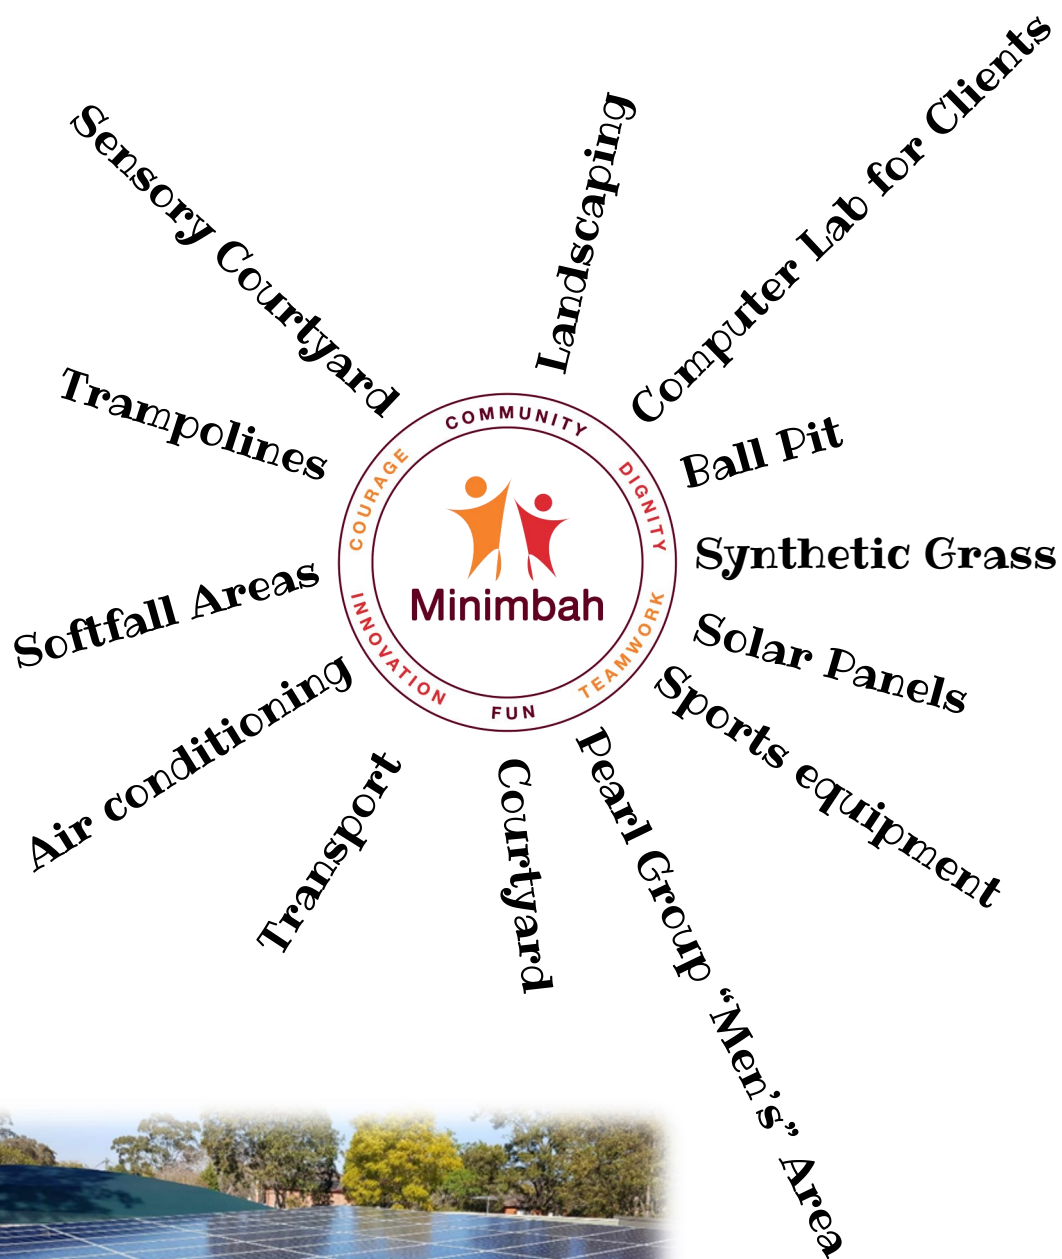 Sensory Courtyard
Landscaping
Computer Lab for Clients
Trampolines
Ball Pit
Synthetic Grass
Softfall Areas
Solar Panels
Air conditioning
Sports equipment
Transport
Courtyard
Pearl Group “Men’s” Area
COMMUNITY
DIGNITY
TEAMWORK
FUN
INNOVATION
COURAGE
Minimbah